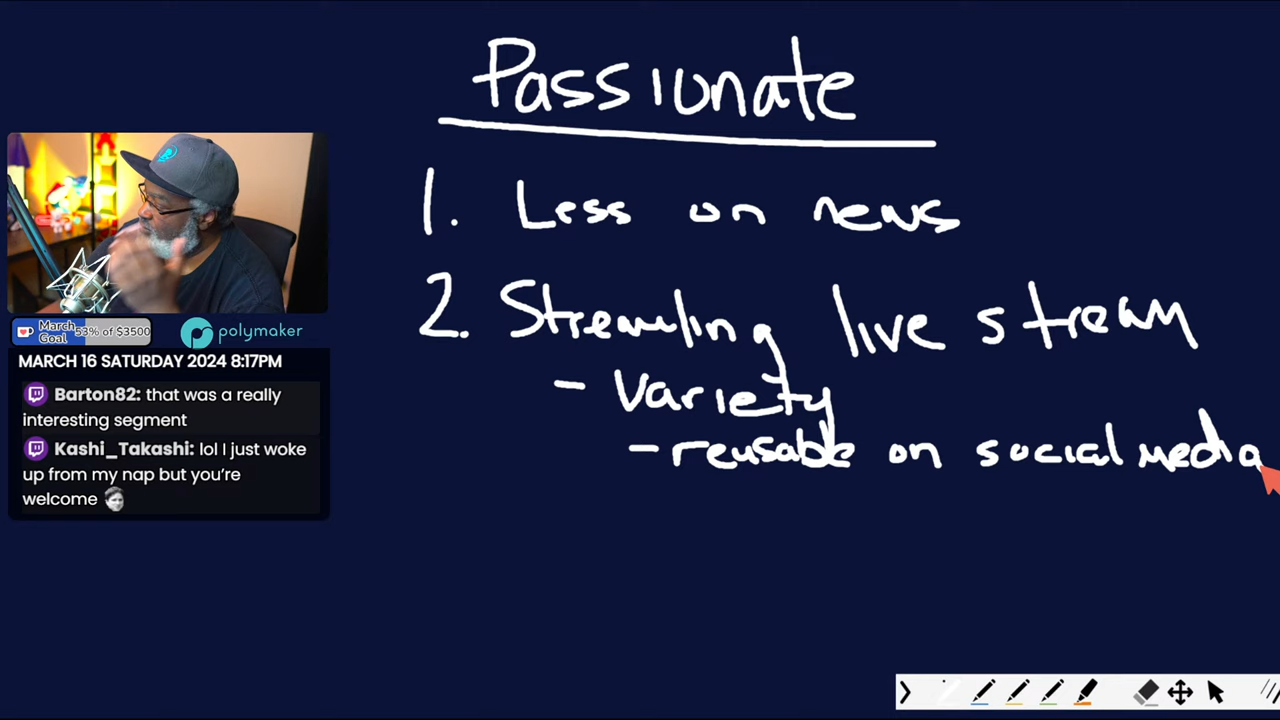 Passionate
1. Less on news
2. Streamling live stream
- Variety
- reusable on social media
March Goal
53% of $3500
polymaker
MARCH 16 SATURDAY 2024 8:17PM
Barton82: that was a really
interesting segment
Kashi_Takashi: lol I just woke
up from my nap but you're
welcome